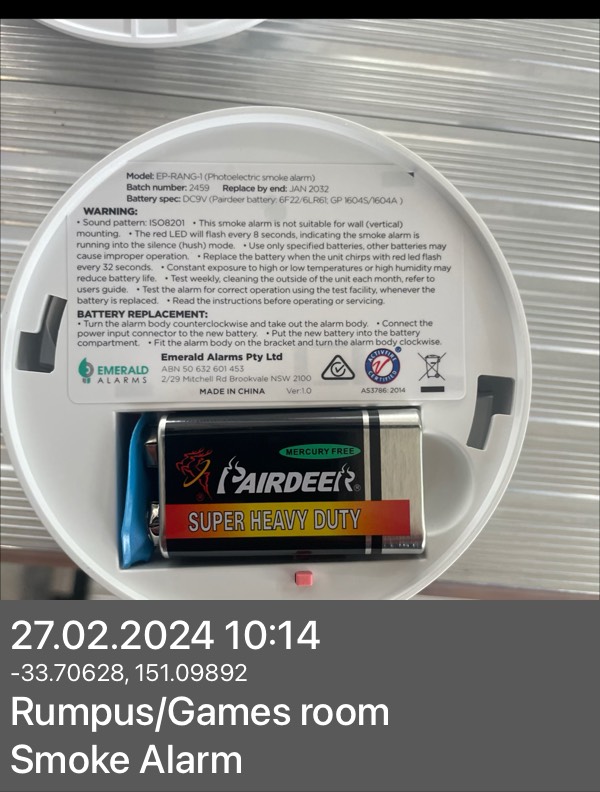 Model: EP-RANG-1 (Photoelectric smoke alarm)
Batch number: 2459 Replace by end: JAN 2032
Battery spec: DC9V (Pairdeer battery: 6F22/6LR61; GP 1604S/1604A )
WARNING:
• Sound pattern: ISO8201 • This smoke alarm is not suitable for wall (vertical)
mounting. • The red LED will flash every 8 seconds, indicating the smoke alarm is
running into the silence (hush) mode. • Use only specified batteries, other batteries may
cause improper operation. • Replace the battery when the unit chirps with red led flash
every 32 seconds. • Constant exposure to high or low temperatures or high humidity may
reduce battery life. • Test weekly, cleaning the outside of the unit each month, refer to
users guide. • Test the alarm for correct operation using the test facility, whenever the
battery is replaced. • Read the instructions before operating or servicing.
BATTERY REPLACEMENT:
• Turn the alarm body counterclockwise and take out the alarm body. • Connect the
power input connector to the new battery. • Put the new battery into the battery
compartment. • Fit the alarm body on the bracket and turn the alarm body clockwise.
EMERALD
ALARMS
Emerald Alarms Pty Ltd
ABN 50 632 601 453
2/29 Mitchell Rd Brookvale NSW 2100
MADE IN CHINA Ver:1.0
ACTIVFIRE
CERTIFIED
AS3786:2014
MERCURY FREE
PAIRDEER®
SUPER HEAVY DUTY
27.02.2024 10:14
-33.70628, 151.09892
Rumpus/Games room
Smoke Alarm